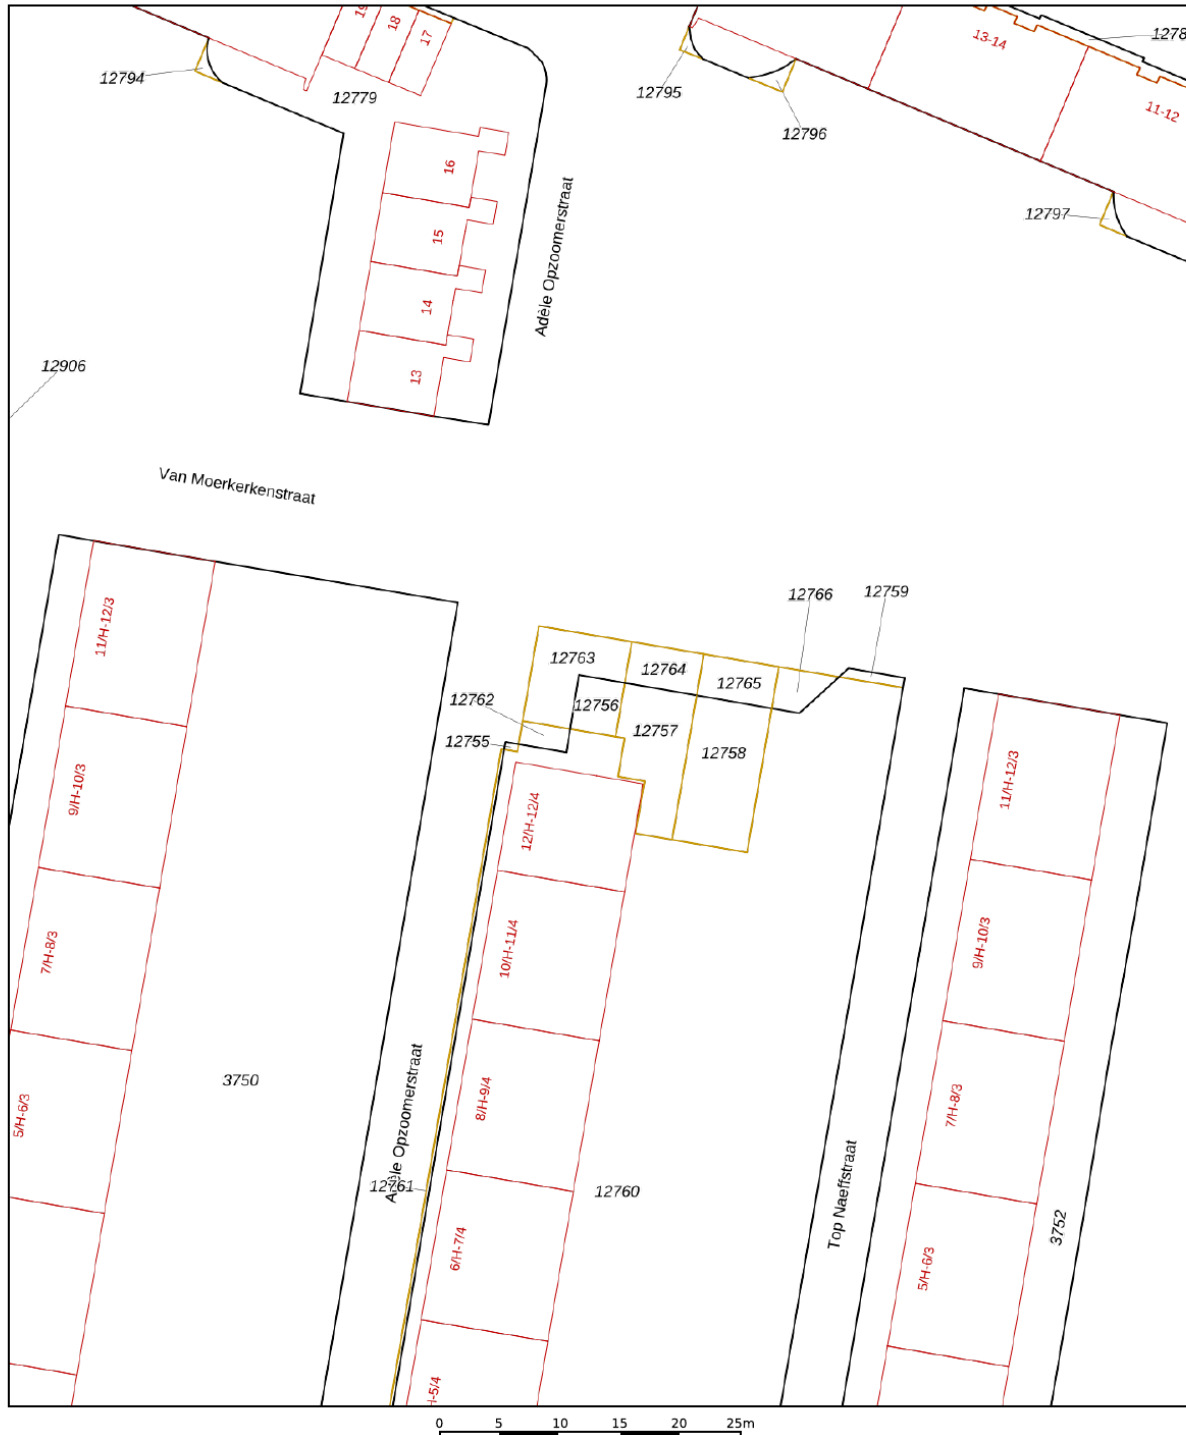 19
18
17
13-14
1278
12794
12779
12795
12796
11-12
16
15
14
13
12797
Adèle Opzoomerstraat
12906
Van Moerkerkenstraat
11/H-12/3
9/H-10/3
7/H-8/3
5/H-6/3
3750
12766
12759
12763
12764
12765
12762
12756
12755
12757
12758
12/H-12/4
10/H-11/4
8/H-9/4
6/H-7/4
H-5/4
Adèle Opzoomerstraat
12761
12760
Top Naeffstraat
11/H-12/3
9/H-10/3
7/H-8/3
5/H-6/3
3752
0 5 10 15 20 25m